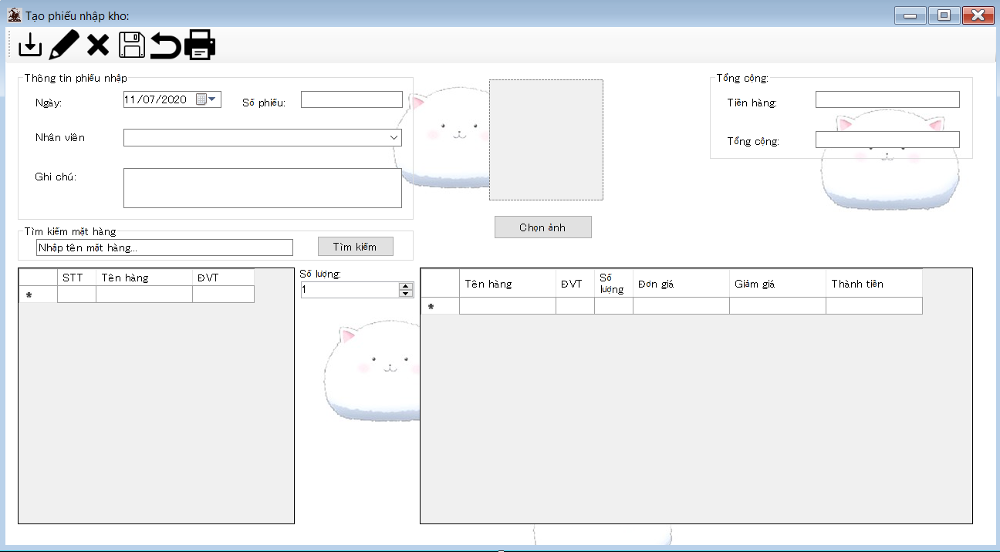 Tạo phiếu nhập kho:
Thông tin phiếu nhập
Ngày:
11/07/2020
Số phiếu:
Nhân viên
Ghi chú:
Chọn ảnh
Tổng cộng:
Tiền hàng:
Tổng cộng:
Tìm kiếm mặt hàng
Nhập tên mặt hàng...
Tìm kiếm
STT Tên hàng ĐVT
*
Số lượng:
1
Tên hàng ĐVT Số lượng Đơn giá Giảm giá Thành tiền
*